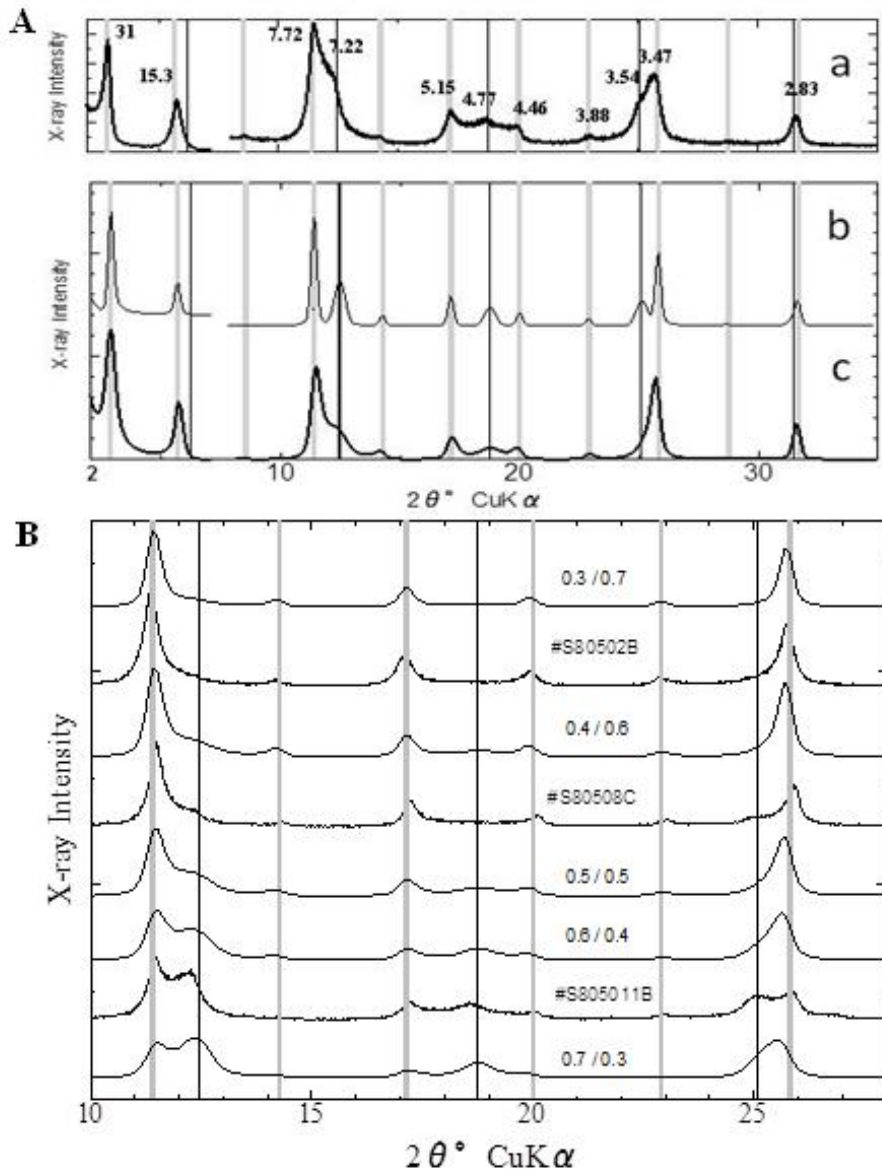 A
X-ray Intensity
31
15.3
7.72
7.22
5.15
4.77
4.46
3.88
3.54
3.47
2.83
a
X-ray Intensity
b
c
2 10 20 30
2θ° CuKα
B
X-ray Intensity
0.3 / 0.7
#S80502B
0.4 / 0.6
#S80508C
0.5 / 0.5
0.6 / 0.4
#S805011B
0.7 / 0.3
10 15 20 25
2θ° CuKα